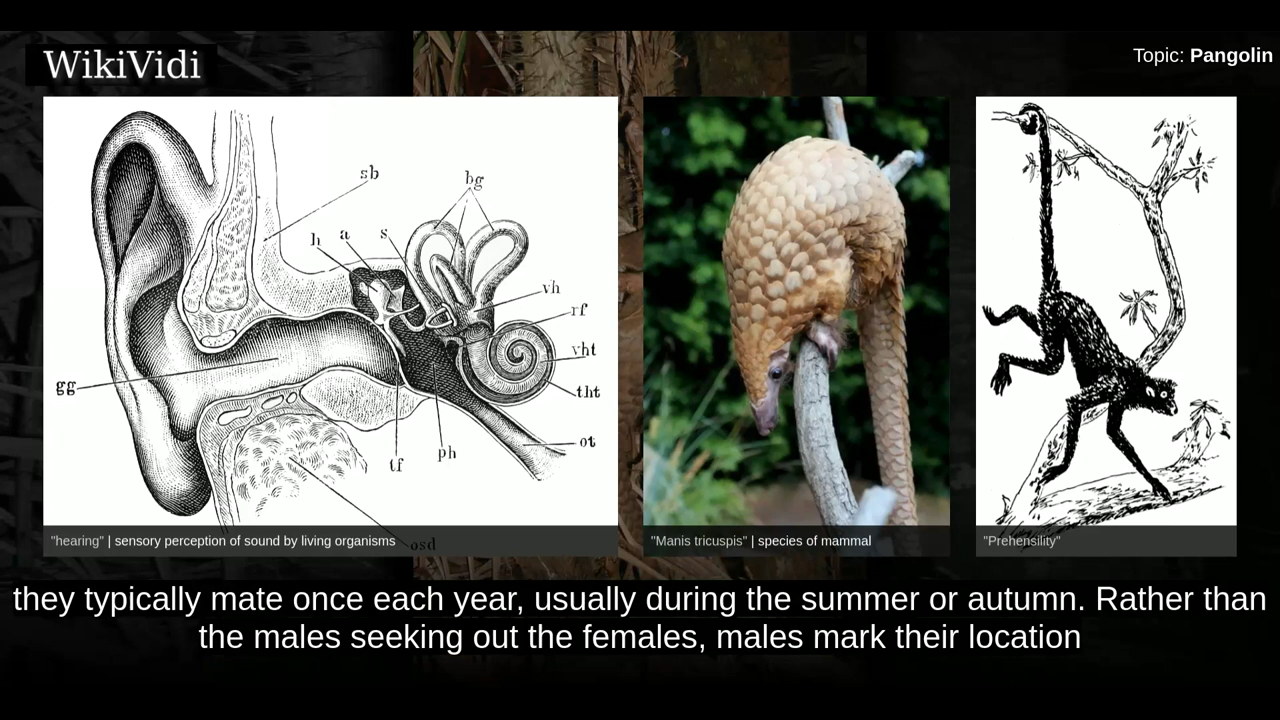 WikiVidi
Topic: Pangolin
sb
bg
h
a
s
vh
rf
vht
gg
tht
ot
ph
tf
osd
"hearing" | sensory perception of sound by living organisms
"Manis tricuspis" | species of mammal
"Prehensility"
they typically mate once each year, usually during the summer or autumn. Rather than
the males seeking out the females, males mark their location